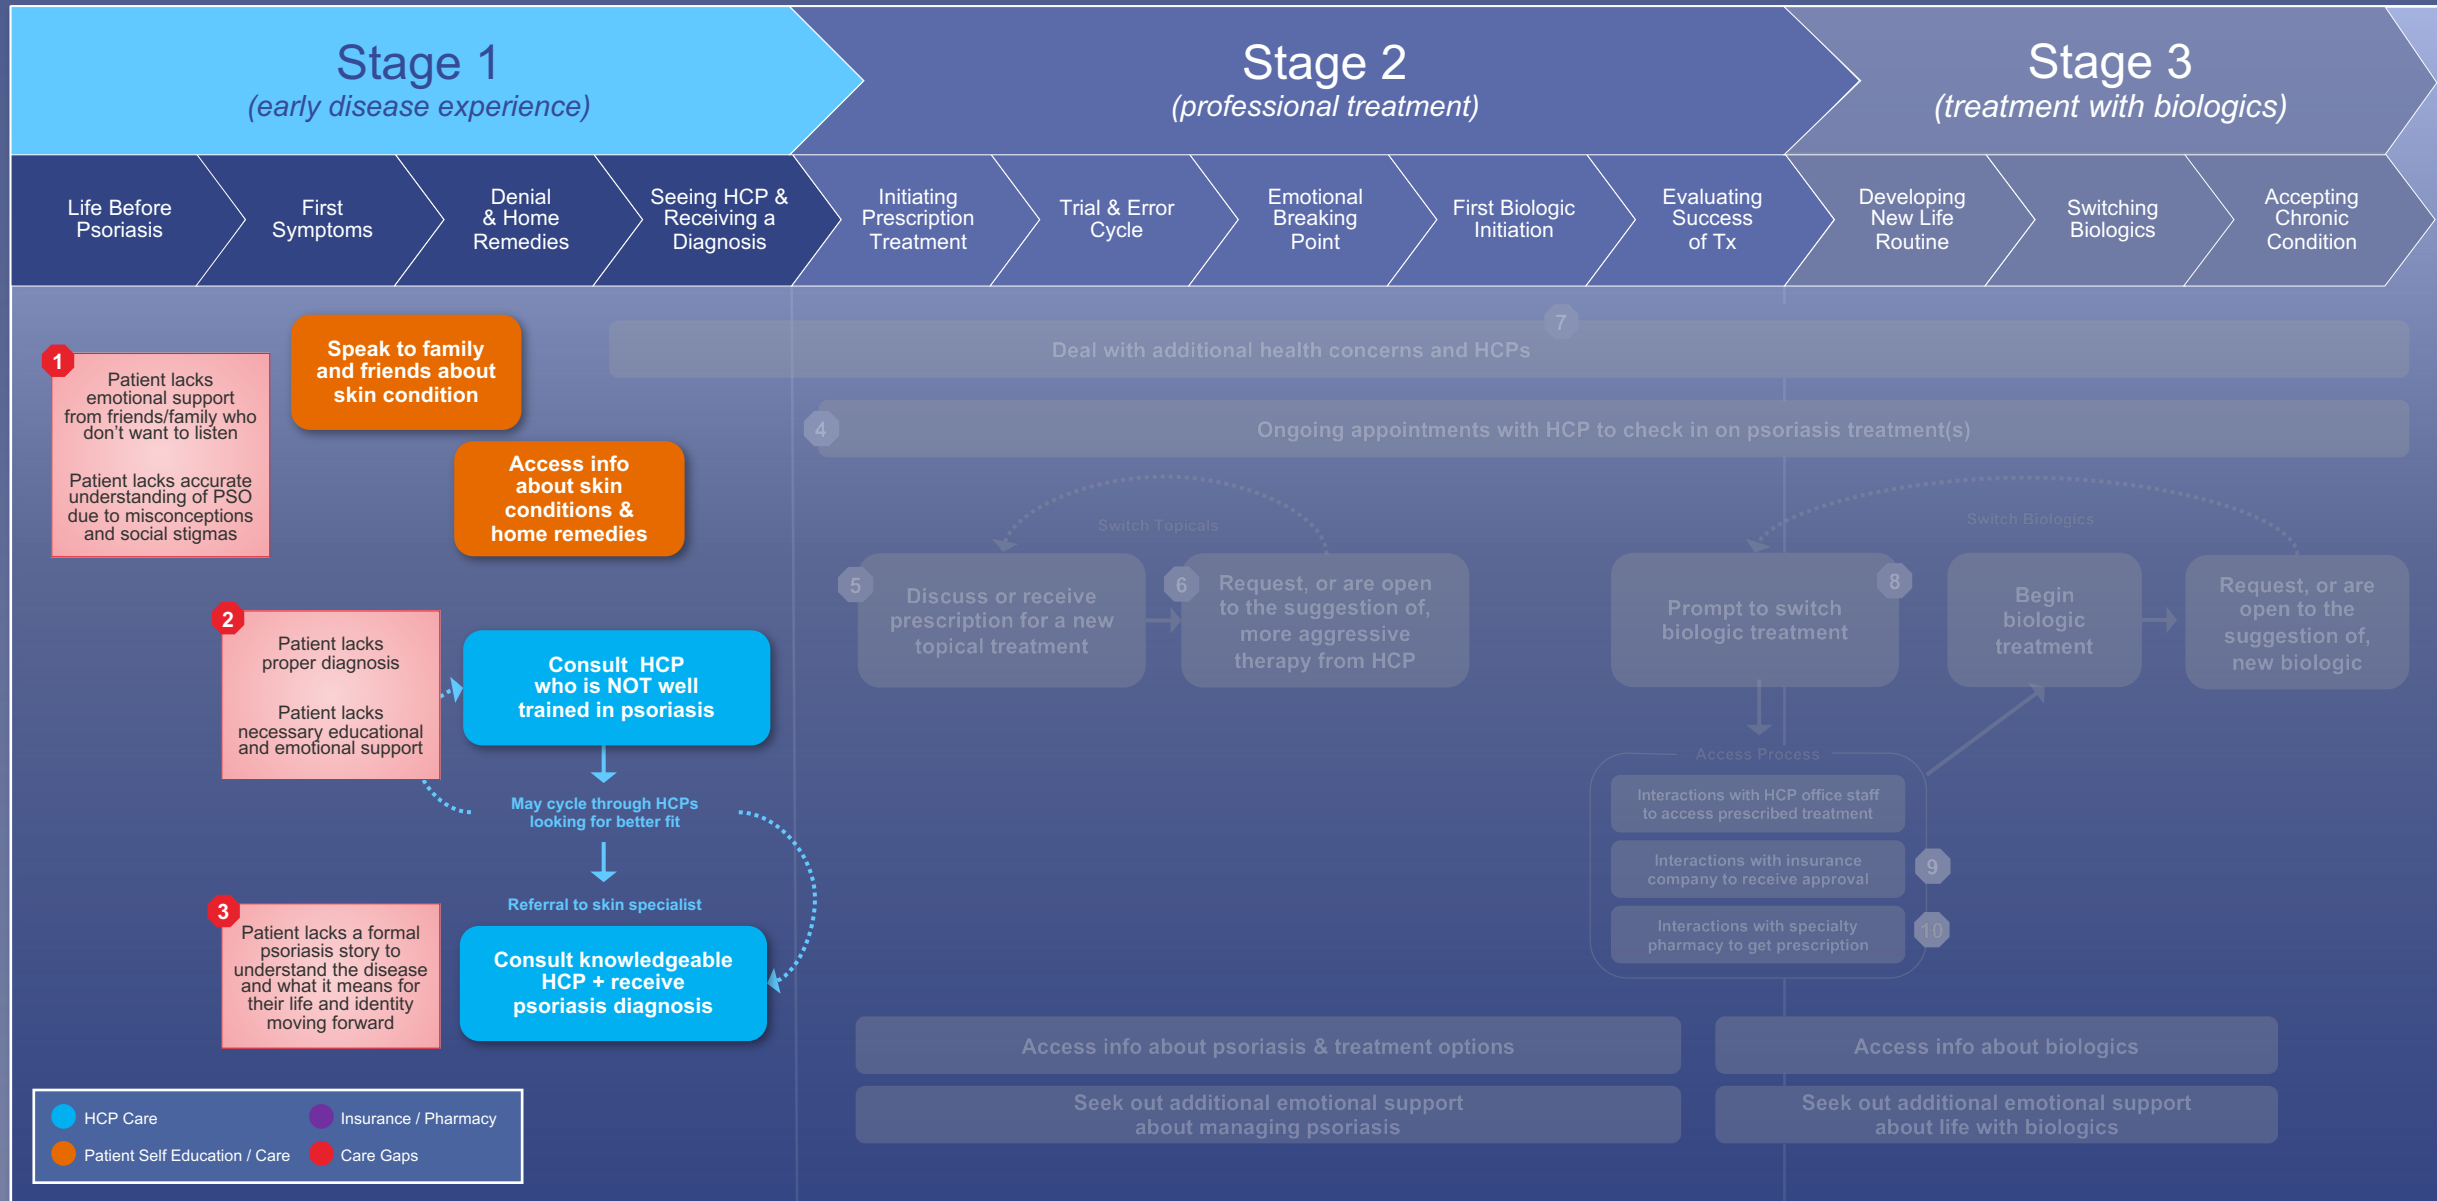 Stage 1
(early disease experience)
Stage 2
(professional treatment)
Stage 3
(treatment with biologics)
Life Before
Psoriasis
First
Symptoms
Denial
& Home
Remedies
Seeing HCP &
Receiving a
Diagnosis
Initiating
Prescription
Treatment
Trial & Error
Cycle
Emotional
Breaking
Point
First Biologic
Initiation
Evaluating
Success
of Tx
Developing
New Life
Routine
Switching
Biologics
Accepting
Chronic
Condition
1
Patient lacks
emotional support
from friends/family who
don't want to listen
Patient lacks accurate
understanding of PSO
due to misconceptions
and social stigmas
Speak to family
and friends about
skin condition
Access info
about skin
conditions &
home remedies
2
Patient lacks
proper diagnosis
Patient lacks
necessary educational
and emotional support
Consult HCP
who is NOT well
trained in psoriasis
May cycle through HCPs
looking for better fit
Referral to skin specialist
3
Patient lacks a formal
psoriasis story to
understand the disease
and what it means for
their life and identity
moving forward
Consult knowledgeable
HCP + receive
psoriasis diagnosis
7
Deal with additional health concerns and HCPs
4
Ongoing appointments with HCP to check in on psoriasis treatment(s)
Switch Topicals
5
Discuss or receive
prescription for a new
topical treatment
6
Request, or are open
to the suggestion of,
more aggressive
therapy from HCP
Switch Biologics
Prompt to switch
biologic treatment
8
Begin
biologic
treatment
Request, or are
open to the
suggestion of,
new biologic
Access Process
Interactions with HCP office staff
to access prescribed treatment
Interactions with insurance
company to receive approval
9
Interactions with specialty
pharmacy to get prescription
10
Access info about psoriasis & treatment options
Access info about biologics
Seek out additional emotional support
about managing psoriasis
Seek out additional emotional support
about life with biologics
HCP Care
Insurance / Pharmacy
Patient Self Education / Care
Care Gaps